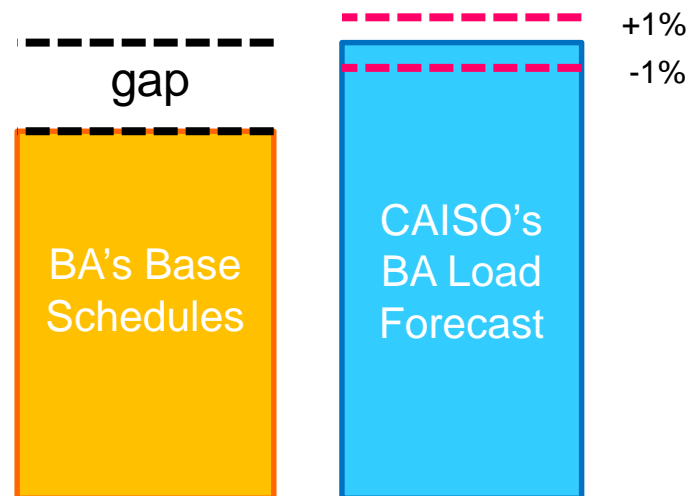 +1%
gap
-1%
BA's Base
Schedules
CAISO's
BA Load
Forecast